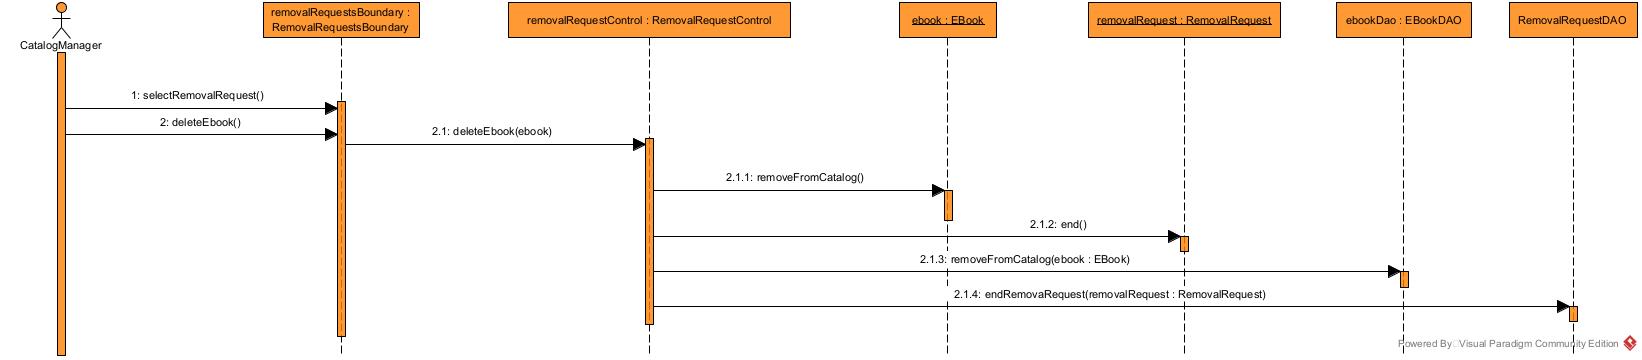 removalRequestsBoundary :
RemovalRequestsBoundary
removalRequestControl : RemovalRequestControl
ebook : EBook
removalRequest : RemovalRequest
ebookDao : EBookDAO
RemovalRequestDAO
CatalogManager
1: selectRemovalRequest()
2: deleteEbook()
2.1: deleteEbook(ebook)
2.1.1: removeFromCatalog()
2.1.2: end()
2.1.3: removeFromCatalog(ebook : EBook)
2.1.4: endRemovaRequest(removalRequest : RemovalRequest)
Powered By Visual Paradigm Community Edition